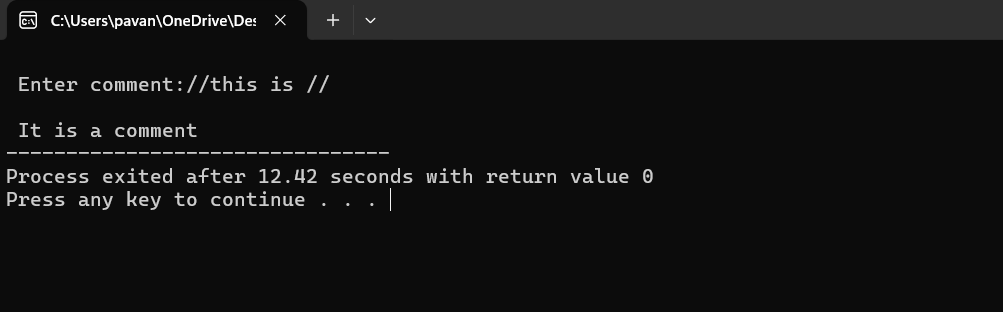 C:\Users\pavan\OneDrive\Des
Enter comment://this is //
It is a comment
--------------------------------
Process exited after 12.42 seconds with return value 0
Press any key to continue . . .